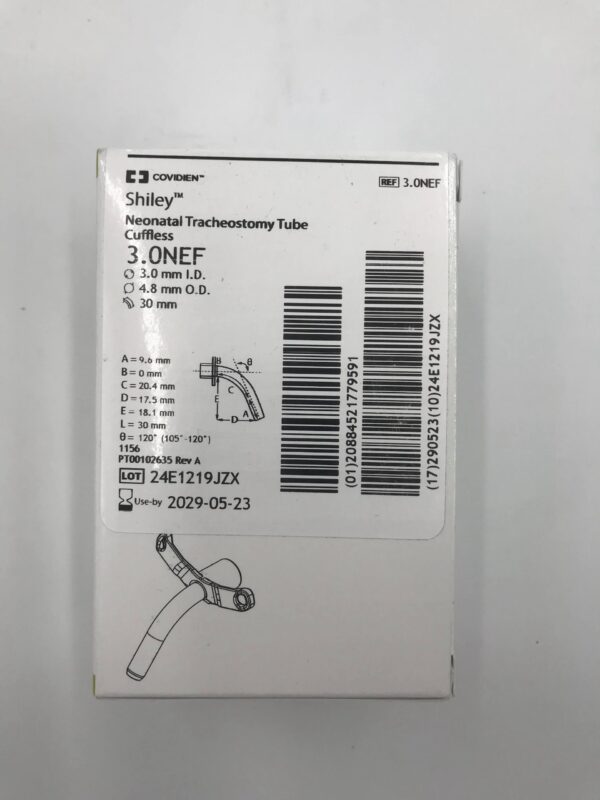 COVIDIEN™
REF 3.0NEF
Shiley™
Neonatal Tracheostomy Tube
Cuffless
3.0NEF
3.0 mm I.D.
4.8 mm O.D.
30 mm
A = 9.6 mm
B = 0 mm
C = 20.4 mm
D = 17.5 mm
E = 18.1 mm
L = 30 mm
θ = 120° (105°-120°)
1156
PT00102635 Rev A
LOT 24E1219JZX
Use-by 2029-05-23
B
θ
C
E
D
A
(01)20884521779591
(17)290523(10)24E1219JZX